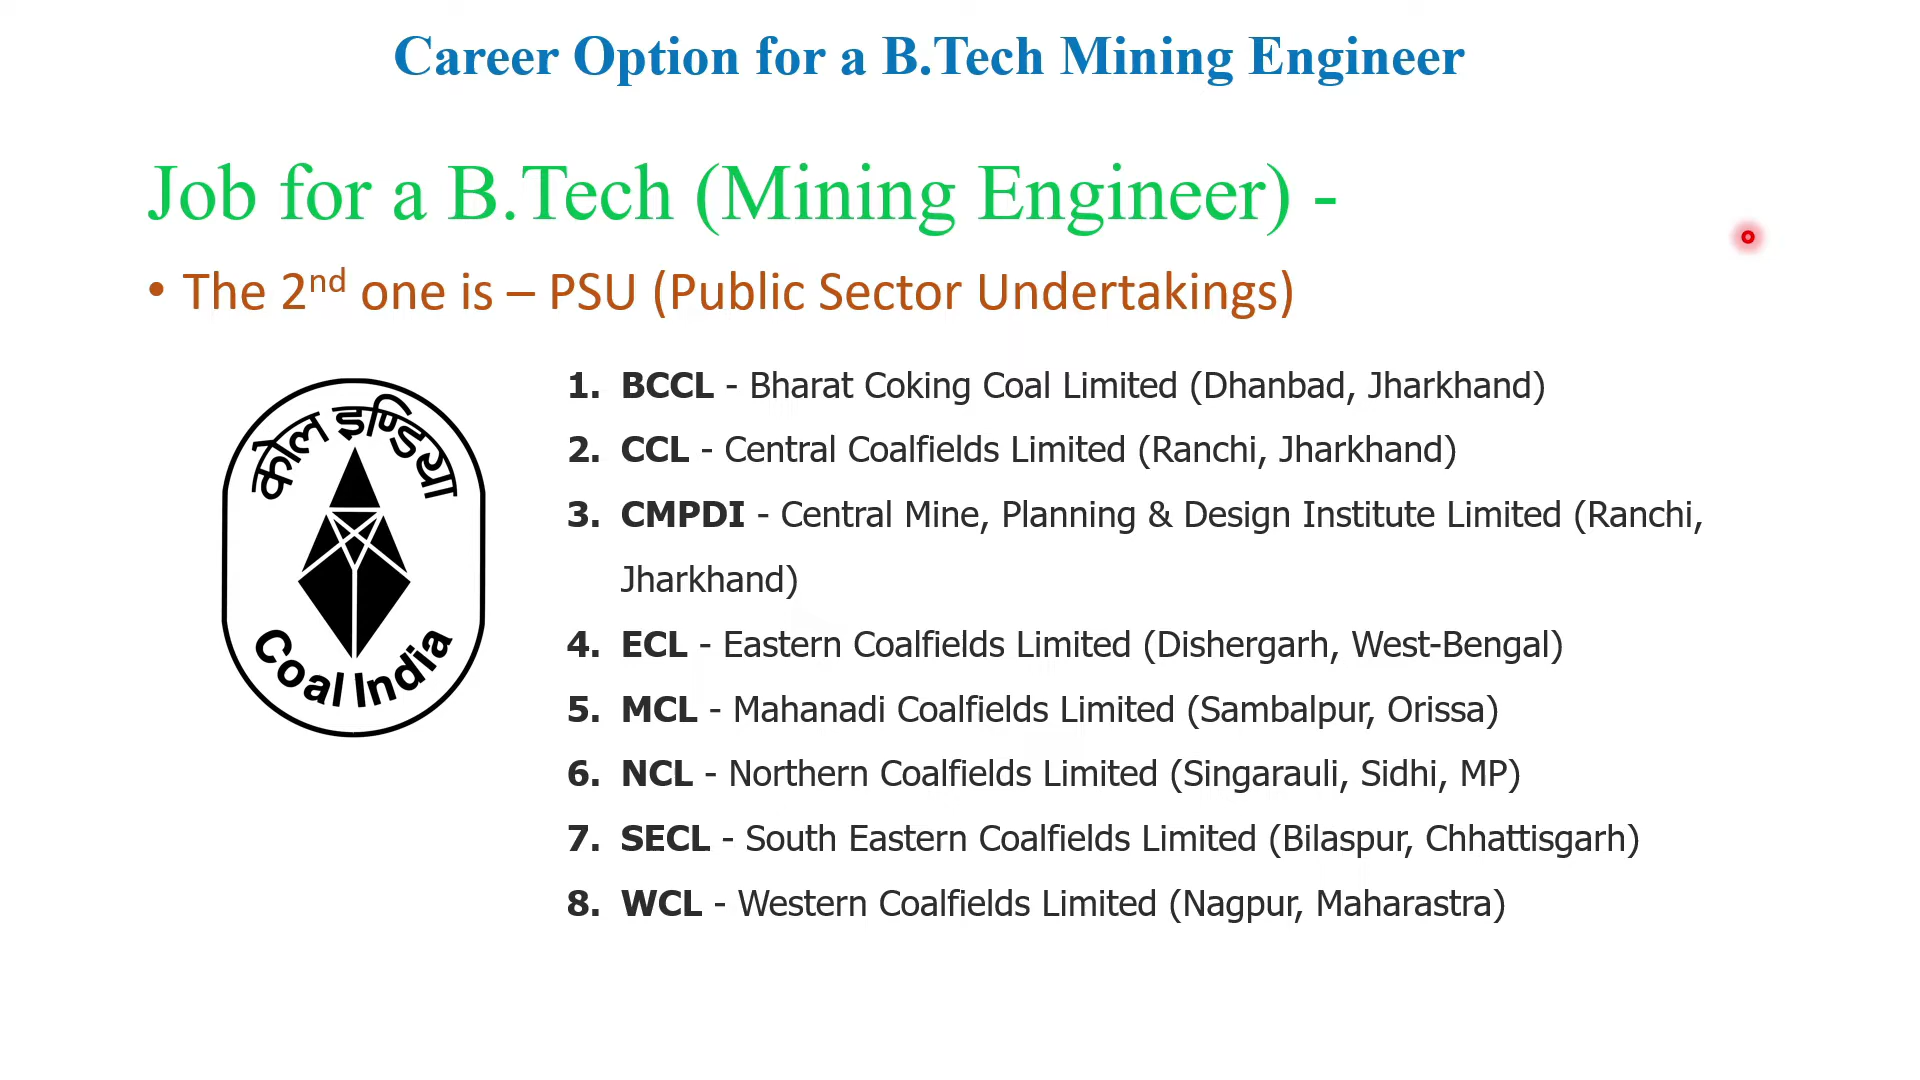 Career Option for a B.Tech Mining Engineer
Job for a B.Tech (Mining Engineer) -
• The 2nd one is – PSU (Public Sector Undertakings)
कोल इण्डिया
Coal India
1. BCCL - Bharat Coking Coal Limited (Dhanbad, Jharkhand)
2. CCL - Central Coalfields Limited (Ranchi, Jharkhand)
3. CMPDI - Central Mine, Planning & Design Institute Limited (Ranchi,
Jharkhand)
4. ECL - Eastern Coalfields Limited (Dishergarh, West-Bengal)
5. MCL - Mahanadi Coalfields Limited (Sambalpur, Orissa)
6. NCL - Northern Coalfields Limited (Singarauli, Sidhi, MP)
7. SECL - South Eastern Coalfields Limited (Bilaspur, Chhattisgarh)
8. WCL - Western Coalfields Limited (Nagpur, Maharastra)